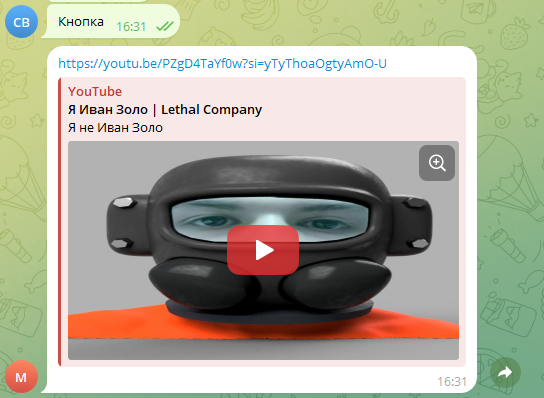 СВ
Кнопка 16:31
https://youtu.be/PZgD4TaYf0w?si=yTyThoaOgtyAmO-U
YouTube
Я Иван Золо | Lethal Company
Я не Иван Золо
16:31
М